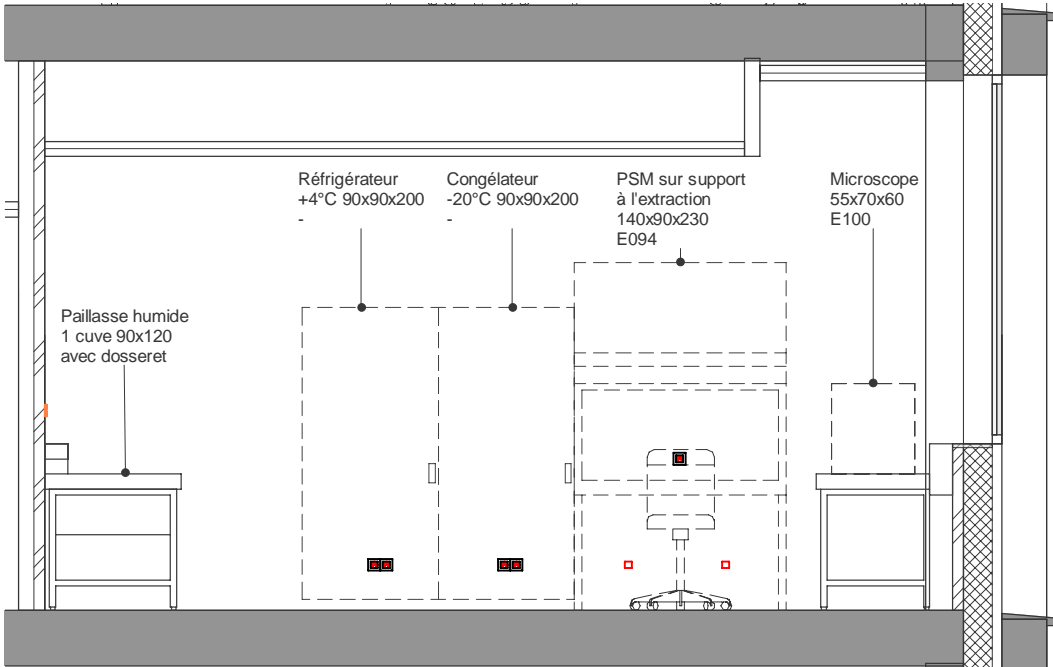 Réfrigérateur
+4°C 90x90x200
-
Congélateur
-20°C 90x90x200
-
PSM sur support
à l'extraction
140x90x230
E094
Microscope
55x70x60
E100
Paillasse humide
1 cuve 90x120
avec dosseret